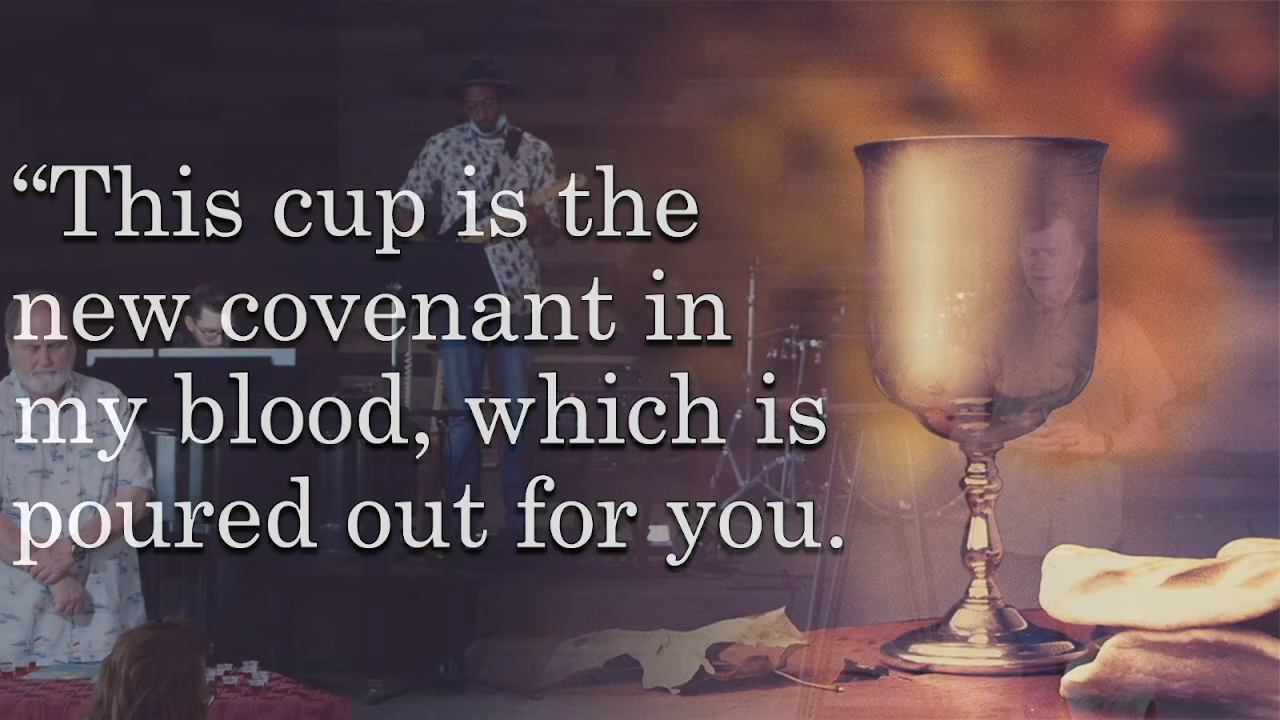 “This cup is the
new covenant in
my blood, which is
poured out for you.